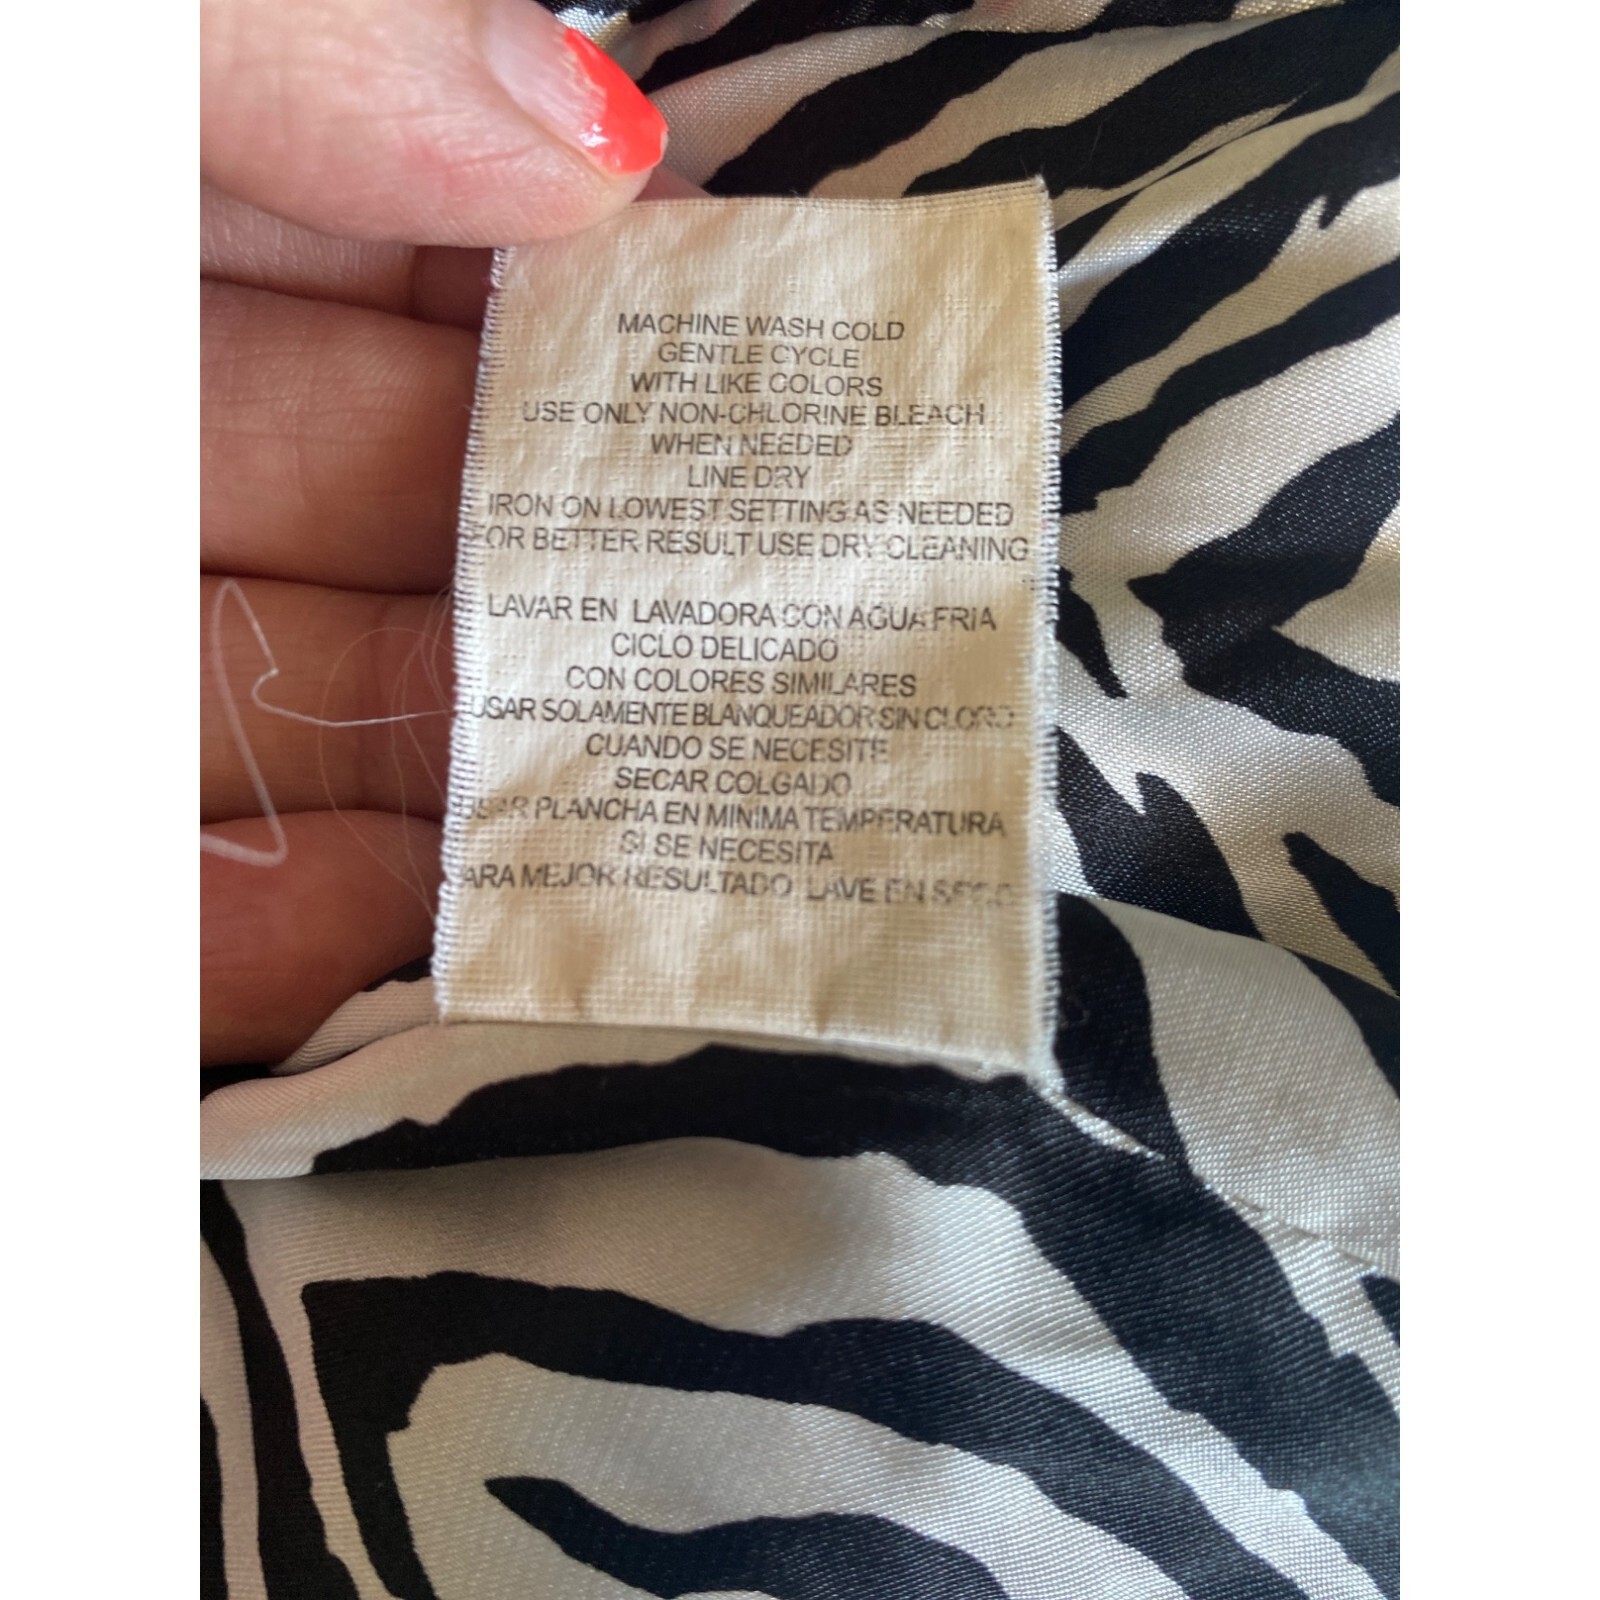 MACHINE WASH COLD
GENTLE CYCLE
WITH LIKE COLORS
USE ONLY NON-CHLORINE BLEACH
WHEN NEEDED
LINE DRY
IRON ON LOWEST SETTING AS NEEDED
FOR BETTER RESULT USE DRY CLEANING
LAVAR EN LAVADORA CON AGUA FRIA
CICLO DELICADO
CON COLORES SIMILARES
USAR SOLAMENTE BLANQUEADOR SIN CLORO
CUANDO SE NECESITE
SECAR COLGADO
USAR PLANCHA EN MINIMA TEMPERATURA
SI SE NECESITA
ARA MEJOR RESULTADO LAVE EN SECO